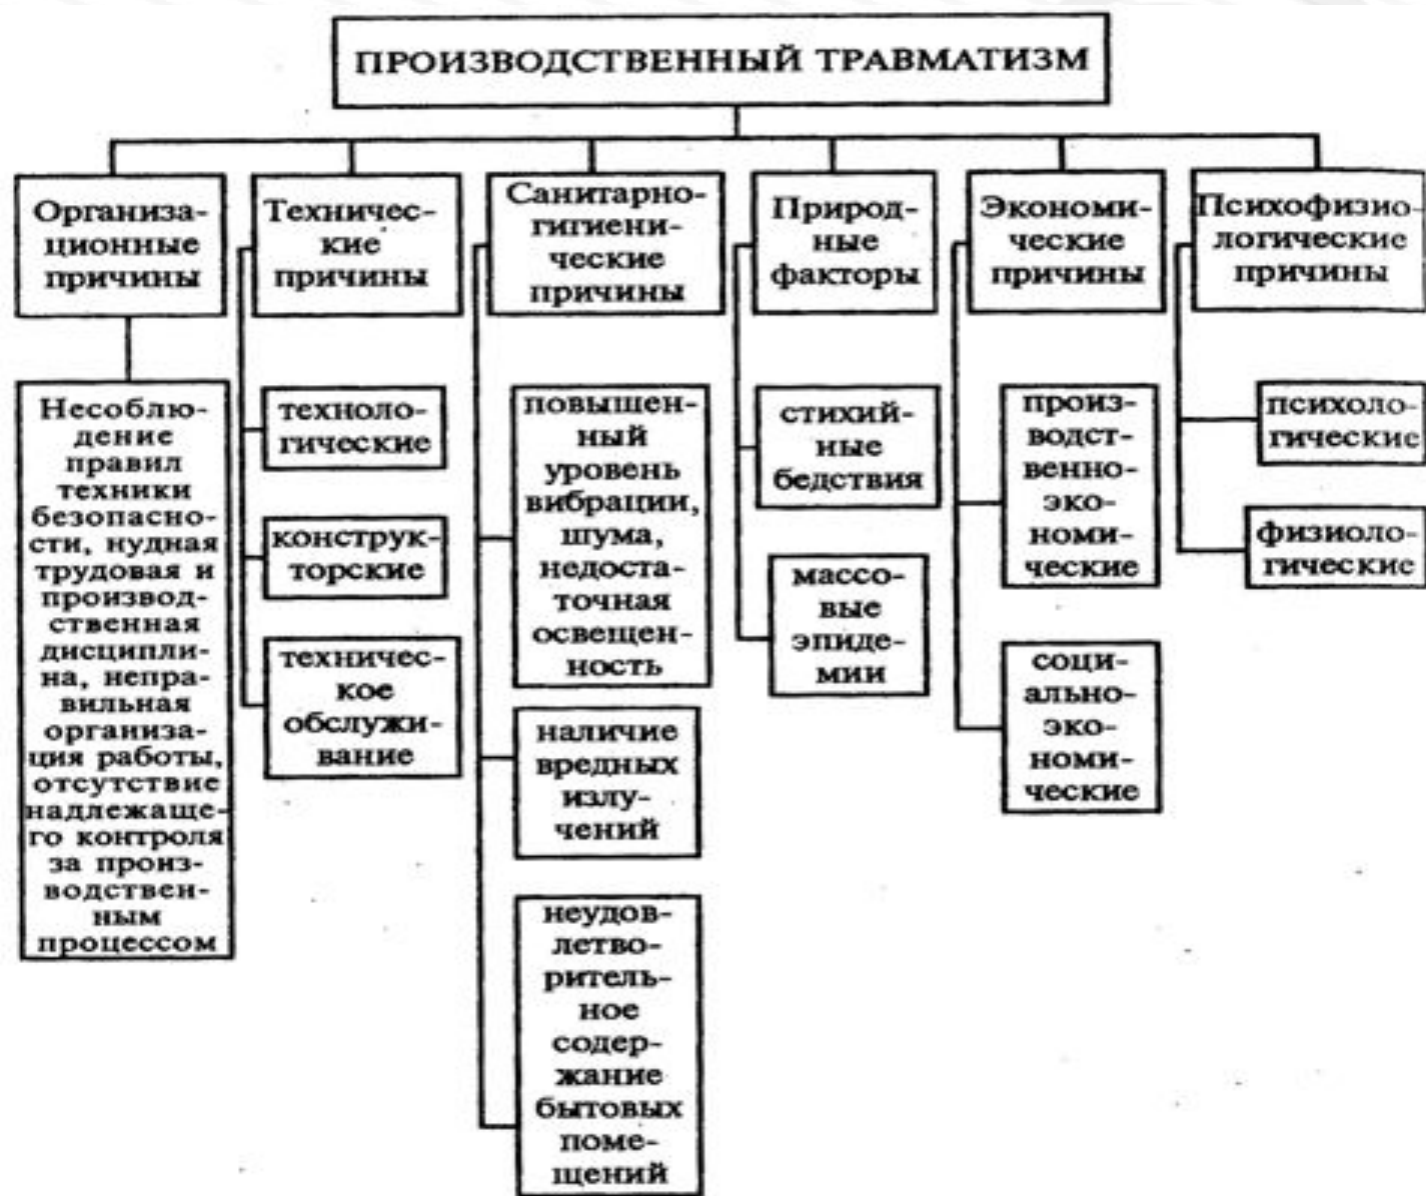 ПРОИЗВОДСТВЕННЫЙ ТРАВМАТИЗМ
Организа-
ционные
причины
Несоблю-
дение
правил
техники
безопасно-
сти, нудная
трудовая и
производ-
ственная
дисципли-
на, непра-
вильная
организа-
ция работы,
отсутствие
надлежаще-
го контроля
за произ-
водствен-
ным
процессом
Техничес-
кие
причины
техноло-
гические
конструк-
торские
техничес-
кое
обслужи-
вание
Санитарно-
гигиени-
ческие
причины
повышен-
ный
уровень
вибрации,
шума,
недоста-
точная
освещен-
ность
наличие
вредных
излу-
чений
неудов-
летво-
ритель-
ное
содер-
жание
бытовых
поме-
щений
Природ-
ные
факторы
стихий-
ные
бедствия
массо-
вые
эпиде-
мии
Экономи-
ческие
причины
произ-
водст-
венно-
эко-
номи-
ческие
соци-
ально-
эко-
номи-
ческие
Психофизио-
логические
причины
психоло-
гические
физиоло-
гические